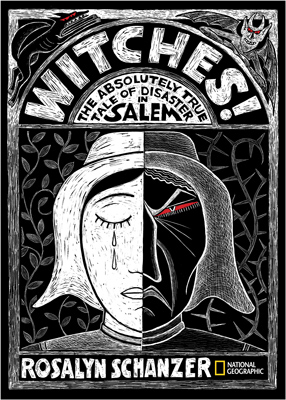 WITCHES!
THE ABSOLUTELY TRUE
TALE OF DISASTER
IN
SALEM
ROSALYN SCHANZER
NATIONAL
GEOGRAPHIC